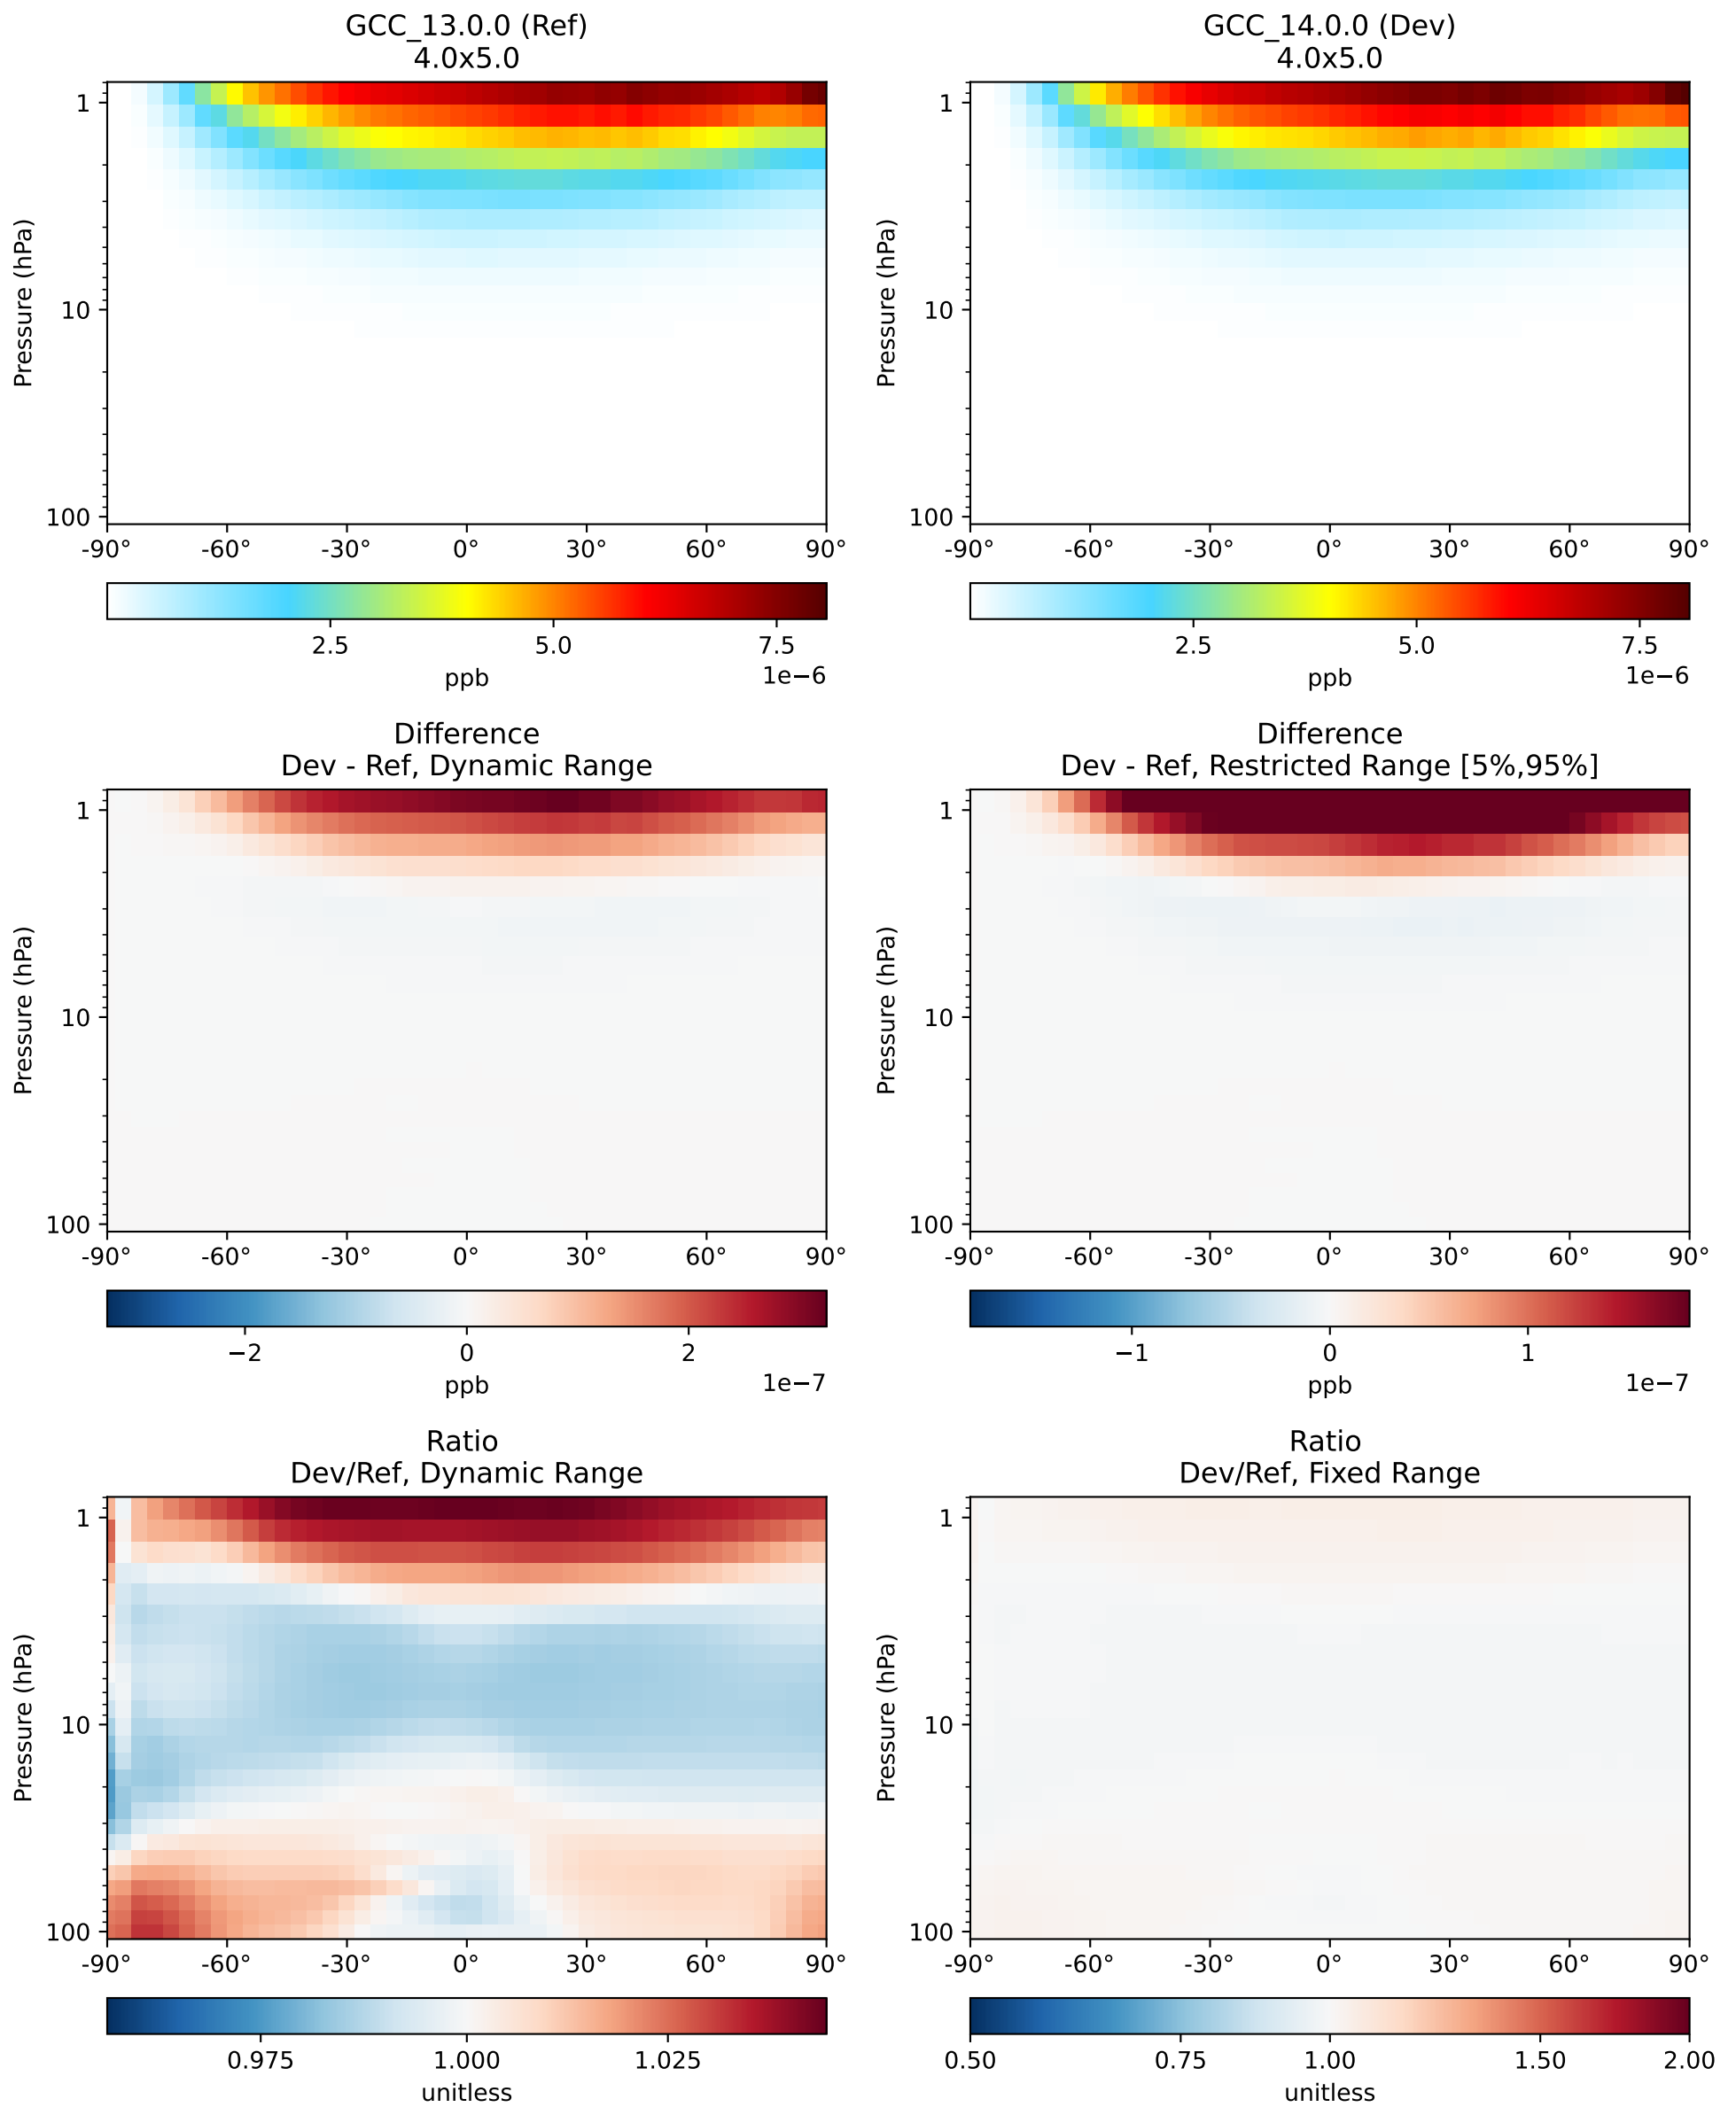 GCC_13.0.0 (Ref)
4.0x5.0
Pressure (hPa)
1
10
100
-90° -60° -30° 0° 30° 60° 90°
2.5 5.0 7.5
ppb 1e−6
GCC_14.0.0 (Dev)
4.0x5.0
Pressure (hPa)
1
10
100
-90° -60° -30° 0° 30° 60° 90°
2.5 5.0 7.5
ppb 1e−6
Difference
Dev - Ref, Dynamic Range
Pressure (hPa)
1
10
100
-90° -60° -30° 0° 30° 60° 90°
−2 0 2
ppb 1e−7
Difference
Dev - Ref, Restricted Range [5%,95%]
Pressure (hPa)
1
10
100
-90° -60° -30° 0° 30° 60° 90°
−1 0 1
ppb 1e−7
Ratio
Dev/Ref, Dynamic Range
Pressure (hPa)
1
10
100
-90° -60° -30° 0° 30° 60° 90°
0.975 1.000 1.025
unitless
Ratio
Dev/Ref, Fixed Range
Pressure (hPa)
1
10
100
-90° -60° -30° 0° 30° 60° 90°
0.50 0.75 1.00 1.50 2.00
unitless